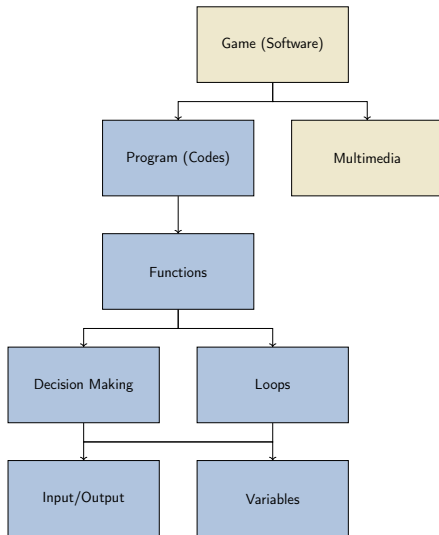 Game (Software)
Program (Codes)
Multimedia
Functions
Decision Making
Loops
Input/Output
Variables